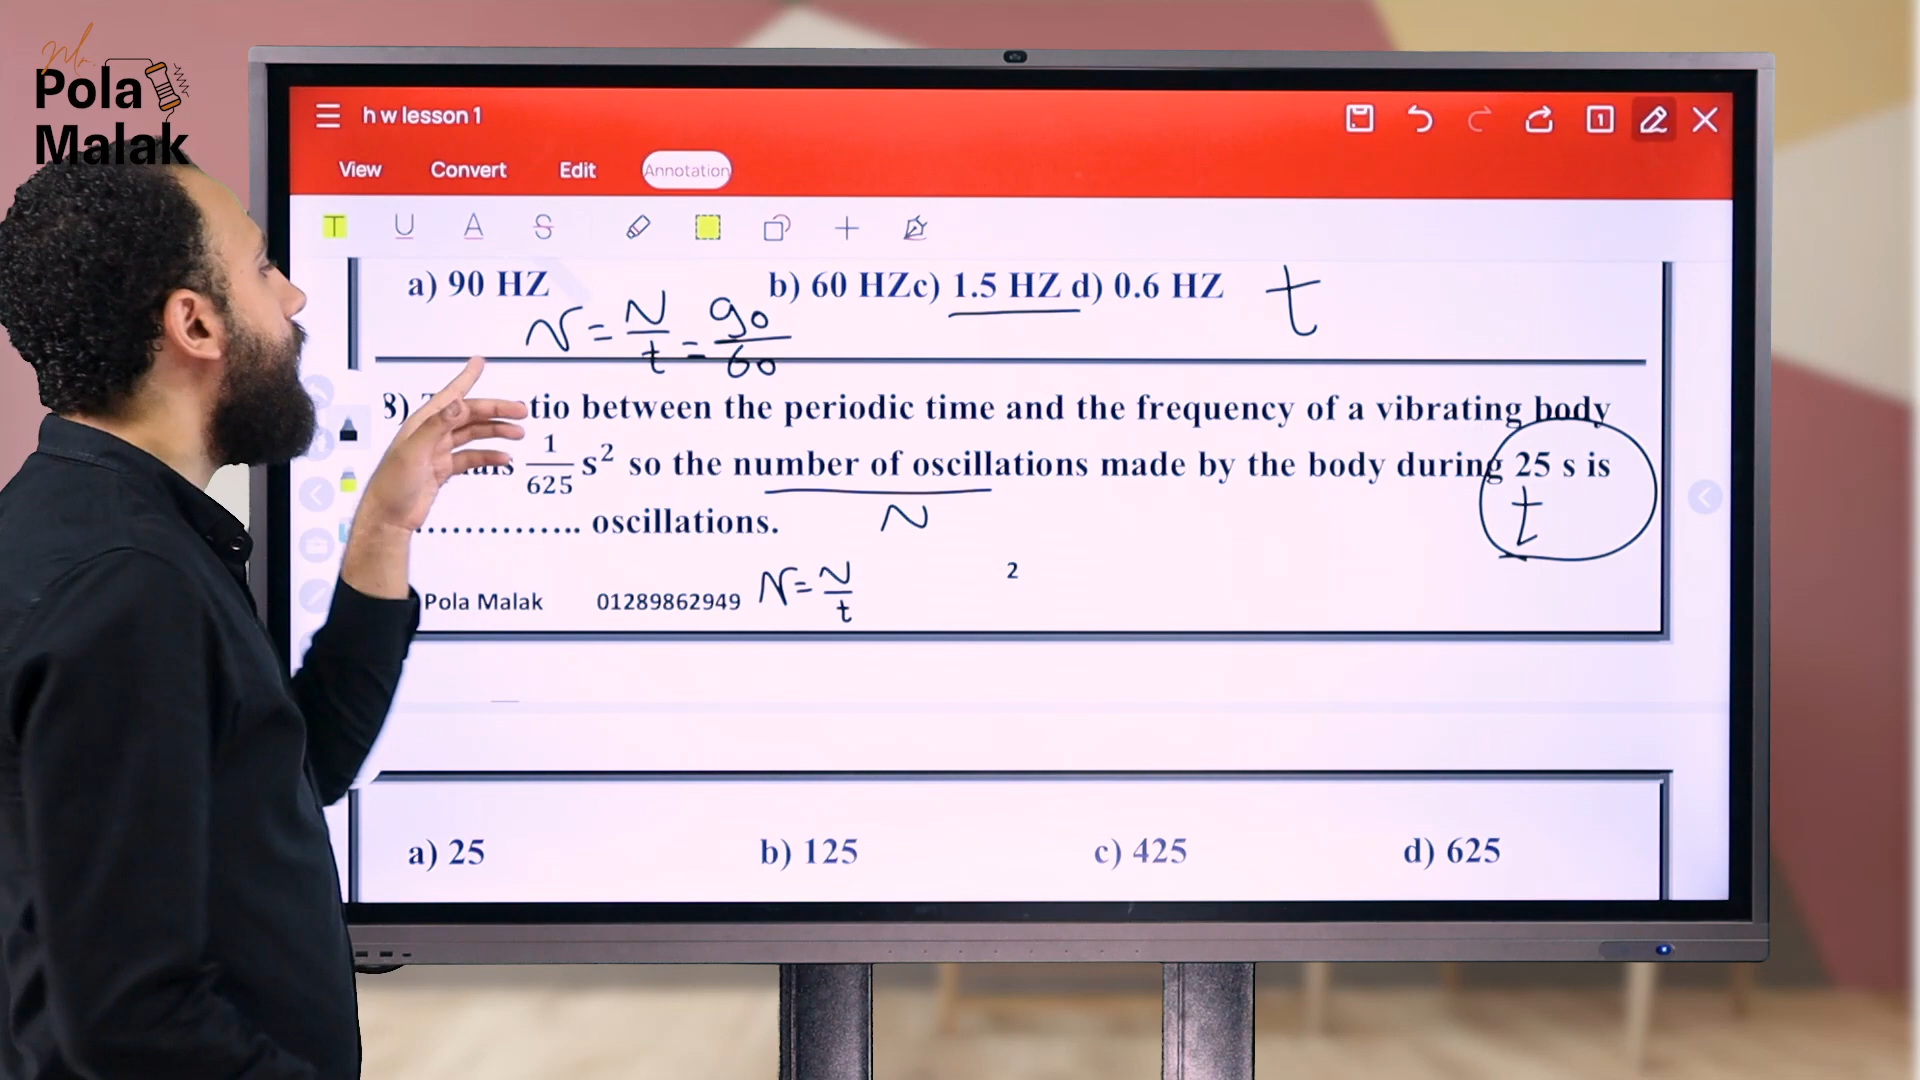 Mr.
Pola
Malak
h w lesson 1
1
View Convert Edit Annotation
T U A S
a) 90 HZ b) 60 HZc) 1.5 HZ d) 0.6 HZ t
ν = N/t = 90/60
8) tio between the periodic time and the frequency of a vibrating body
1/625 s² so the number of oscillations made by the body during 25 s is
N t
.............. oscillations.
Pola Malak 01289862949 ν = N/t 2
a) 25 b) 125 c) 425 d) 625